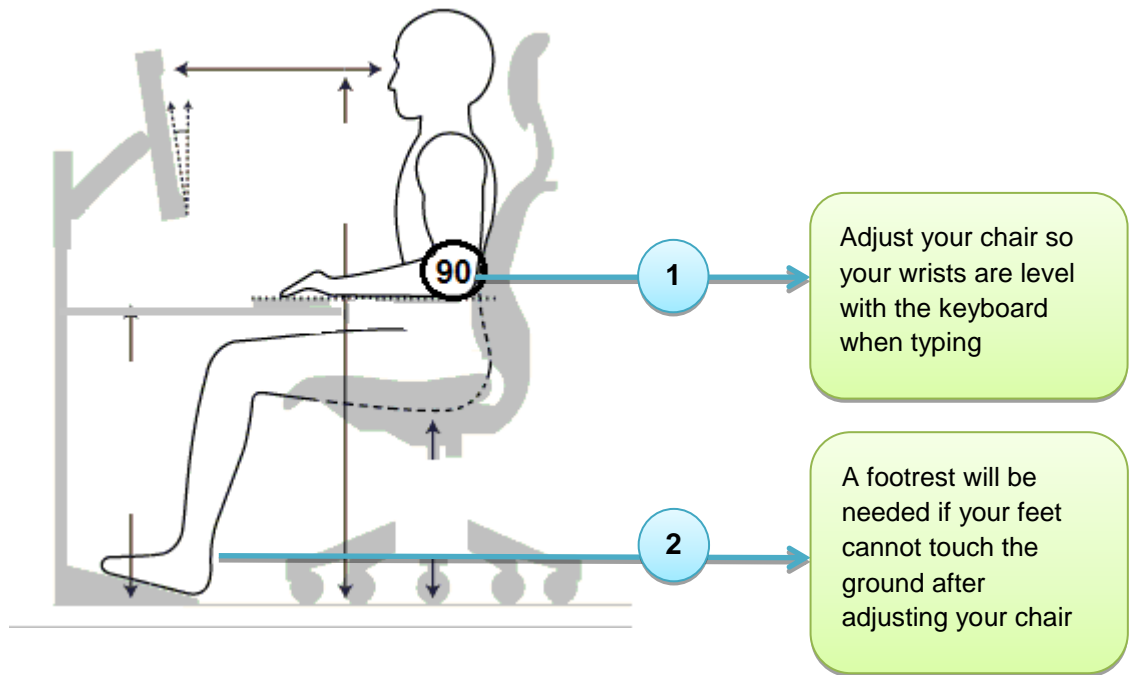 90
1
Adjust your chair so
your wrists are level
with the keyboard
when typing
2
A footrest will be
needed if your feet
cannot touch the
ground after
adjusting your chair